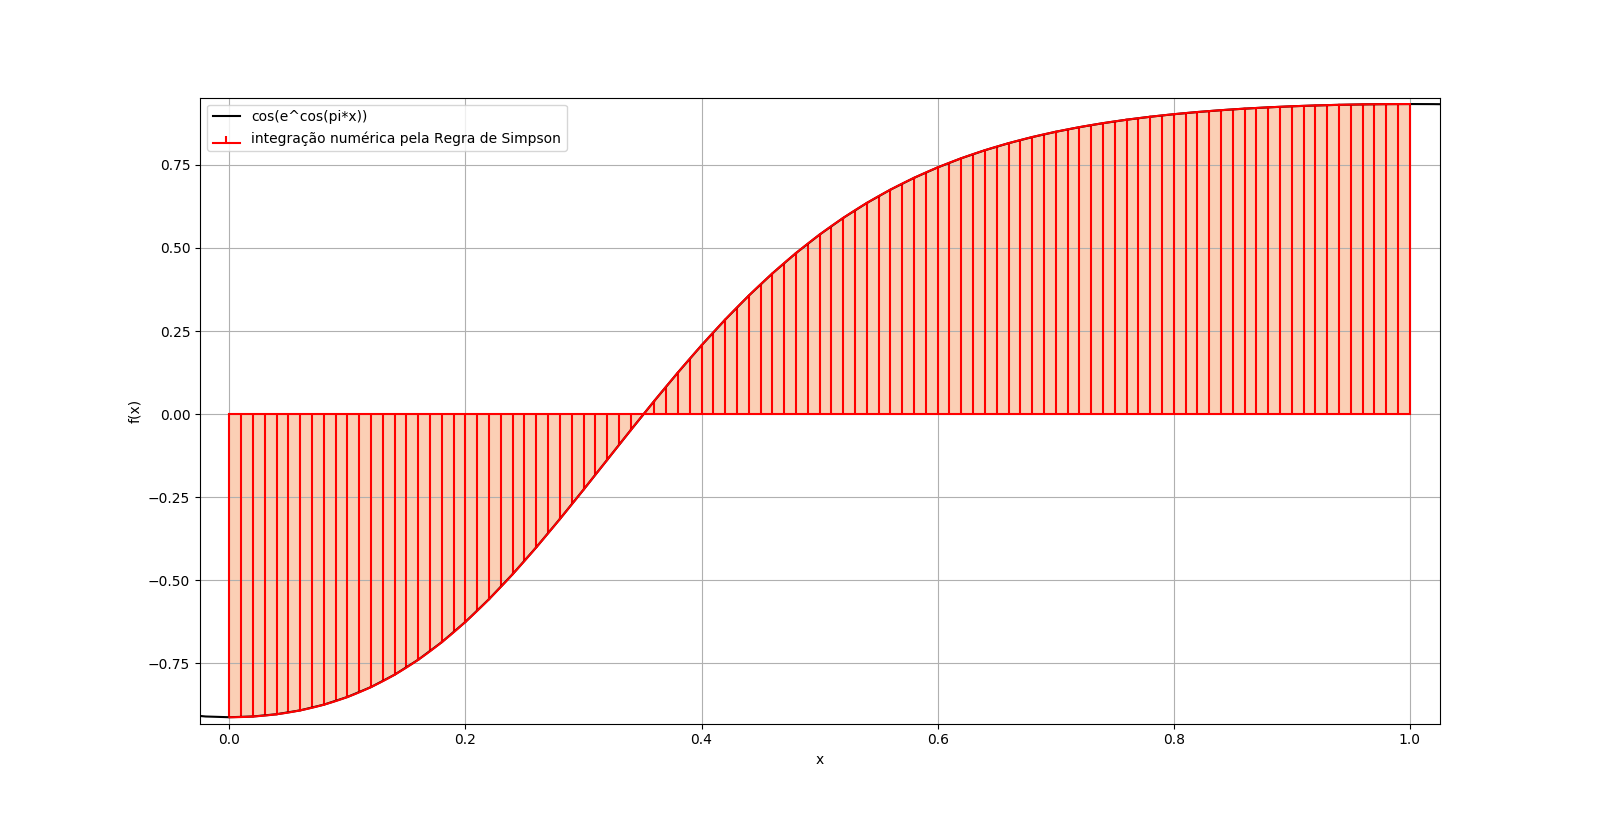 cos(e^cos(pi*x))
integração numérica pela Regra de Simpson
0.75
0.50
0.25
0.00
−0.25
−0.50
−0.75
f(x)
0.0 0.2 0.4 0.6 0.8 1.0
x